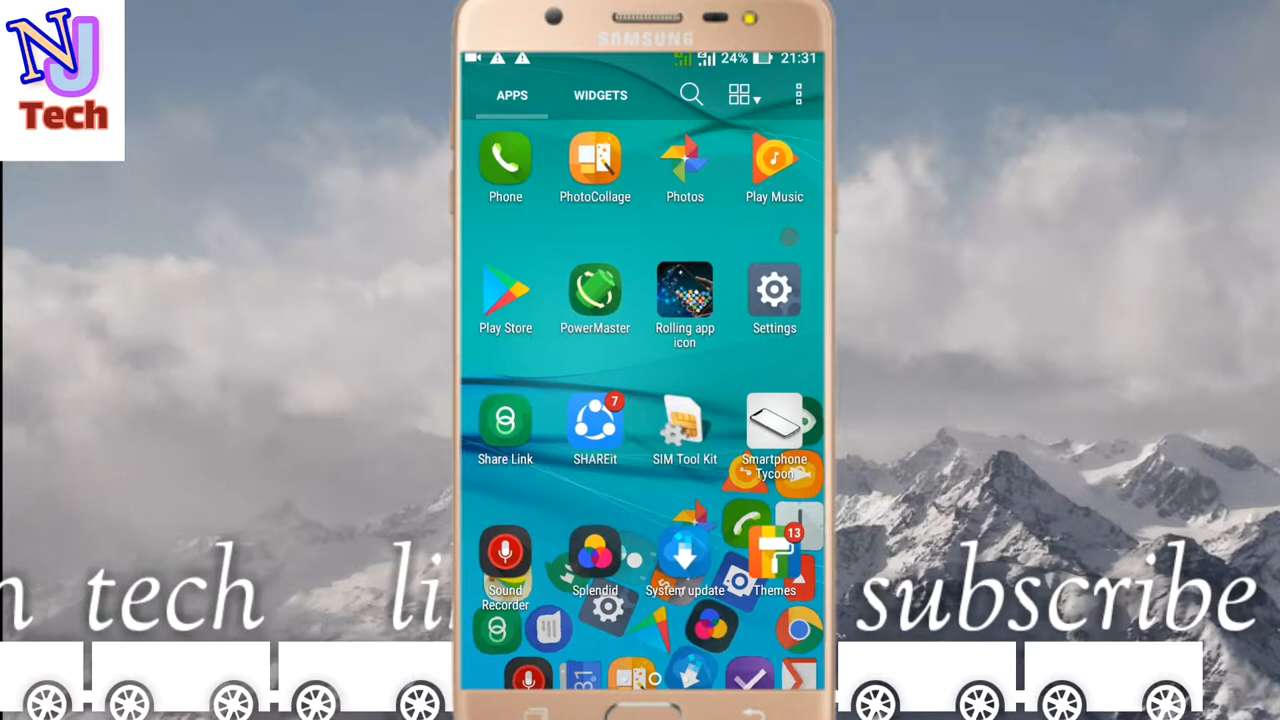 NJ
Tech
SAMSUNG
24% 21:31
APPS WIDGETS
Phone PhotoCollage Photos Play Music
Play Store PowerMaster Rolling app Settings
icon
7
Share Link SHAREit SIM Tool Kit Smartphone
Tycoon
13
Sound Splendid System update Themes
Recorder
31
tech subscribe